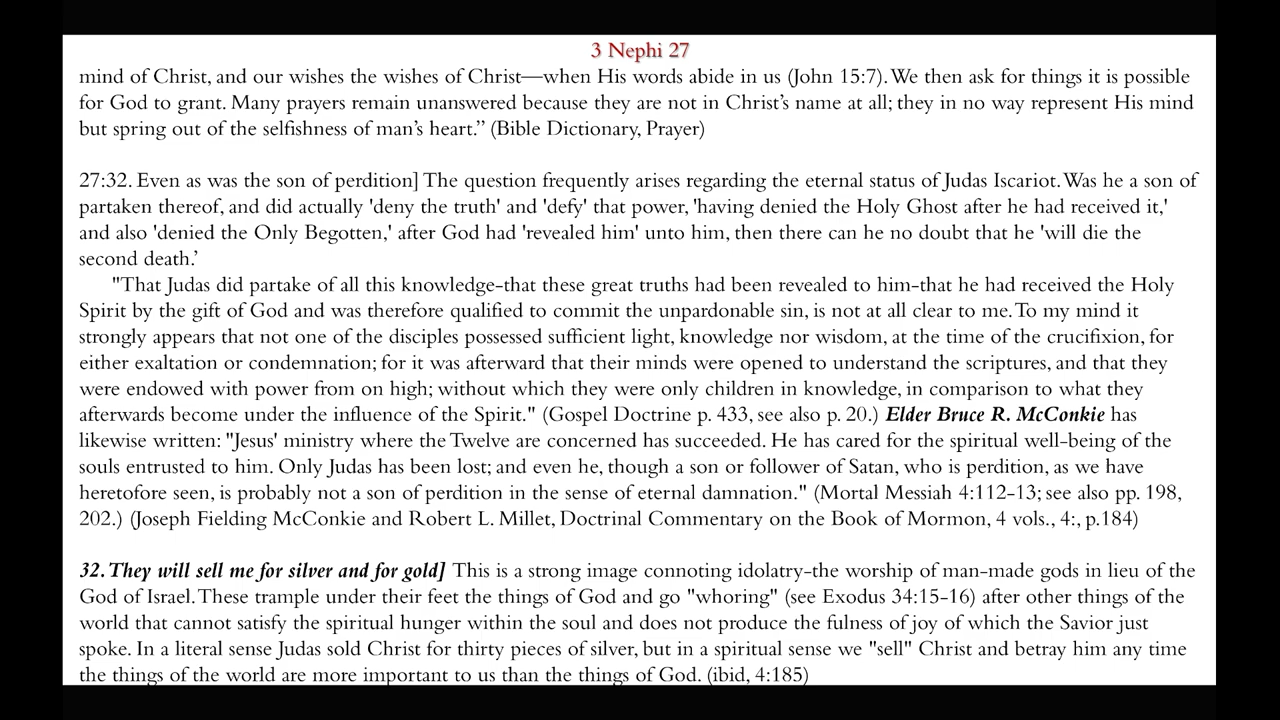 3 Nephi 27
mind of Christ, and our wishes the wishes of Christ—when His words abide in us (John 15:7). We then ask for things it is possible
for God to grant. Many prayers remain unanswered because they are not in Christ's name at all; they in no way represent His mind
but spring out of the selfishness of man's heart." (Bible Dictionary, Prayer)
27:32. Even as was the son of perdition] The question frequently arises regarding the eternal status of Judas Iscariot. Was he a son of
partaken thereof, and did actually 'deny the truth' and 'defy' that power, 'having denied the Holy Ghost after he had received it,'
and also 'denied the Only Begotten,' after God had 'revealed him' unto him, then there can he no doubt that he 'will die the
second death.'
"That Judas did partake of all this knowledge-that these great truths had been revealed to him-that he had received the Holy
Spirit by the gift of God and was therefore qualified to commit the unpardonable sin, is not at all clear to me. To my mind it
strongly appears that not one of the disciples possessed sufficient light, knowledge nor wisdom, at the time of the crucifixion, for
either exaltation or condemnation; for it was afterward that their minds were opened to understand the scriptures, and that they
were endowed with power from on high; without which they were only children in knowledge, in comparison to what they
afterwards become under the influence of the Spirit." (Gospel Doctrine p. 433, see also p. 20.) Elder Bruce R. McConkie has
likewise written: "Jesus' ministry where the Twelve are concerned has succeeded. He has cared for the spiritual well-being of the
souls entrusted to him. Only Judas has been lost; and even he, though a son or follower of Satan, who is perdition, as we have
heretofore seen, is probably not a son of perdition in the sense of eternal damnation." (Mortal Messiah 4:112-13; see also pp. 198,
202.) (Joseph Fielding McConkie and Robert L. Millet, Doctrinal Commentary on the Book of Mormon, 4 vols., 4:, p.184)
32. They will sell me for silver and for gold] This is a strong image connoting idolatry-the worship of man-made gods in lieu of the
God of Israel. These trample under their feet the things of God and go "whoring" (see Exodus 34:15-16) after other things of the
world that cannot satisfy the spiritual hunger within the soul and does not produce the fulness of joy of which the Savior just
spoke. In a literal sense Judas sold Christ for thirty pieces of silver, but in a spiritual sense we "sell" Christ and betray him any time
the things of the world are more important to us than the things of God. (ibid, 4:185)